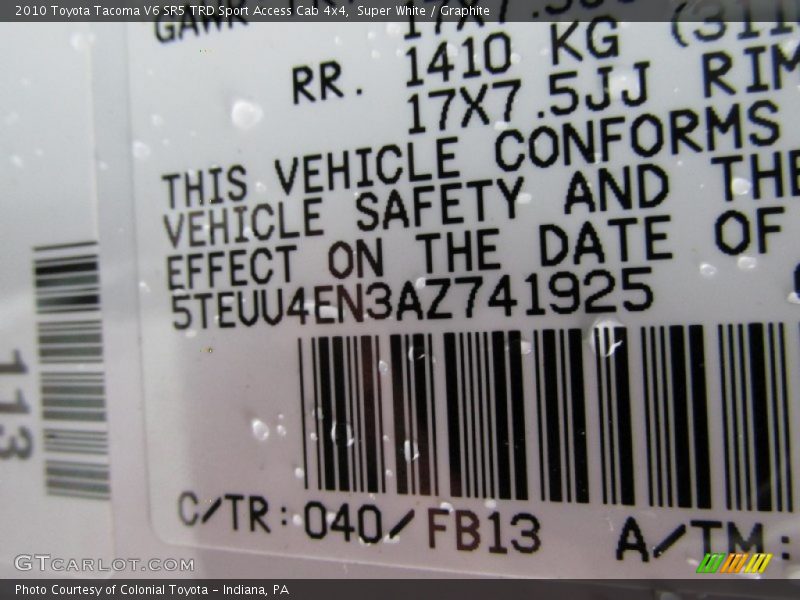 2010 Toyota Tacoma V6 SR5 TRD Sport Access Cab 4x4, Super White / Graphite
RR. 1410 KG
17X7.5JJ RIM
THIS VEHICLE CONFORMS
VEHICLE SAFETY AND THE
EFFECT ON THE DATE OF
5TEUU4EN3AZ741925
113
C/TR:040/FB13 A/TM:
GTCARLOT.COM
Photo Courtesy of Colonial Toyota - Indiana, PA